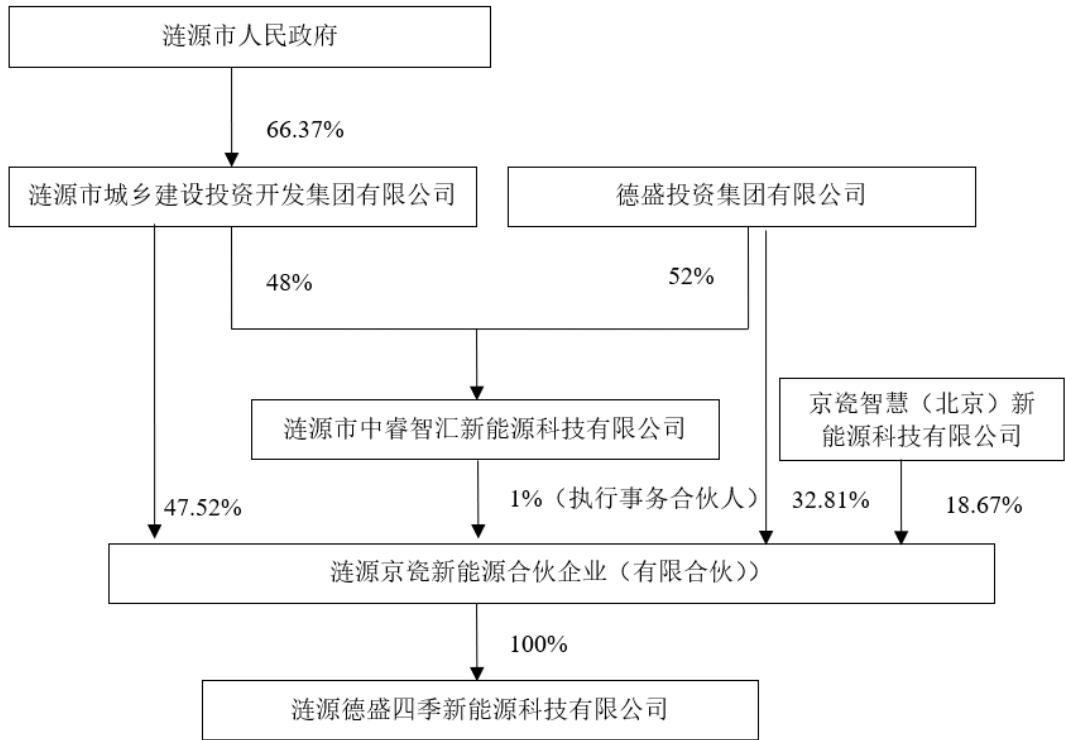 涟源市人民政府
66.37%
涟源市城乡建设投资开发集团有限公司
德盛投资集团有限公司
48%
52%
京瓷智慧（北京）新
能源科技有限公司
涟源市中睿智汇新能源科技有限公司
47.52%
1%（执行事务合伙人）
32.81%
18.67%
涟源京瓷新能源合伙企业（有限合伙））
100%
涟源德盛四季新能源科技有限公司